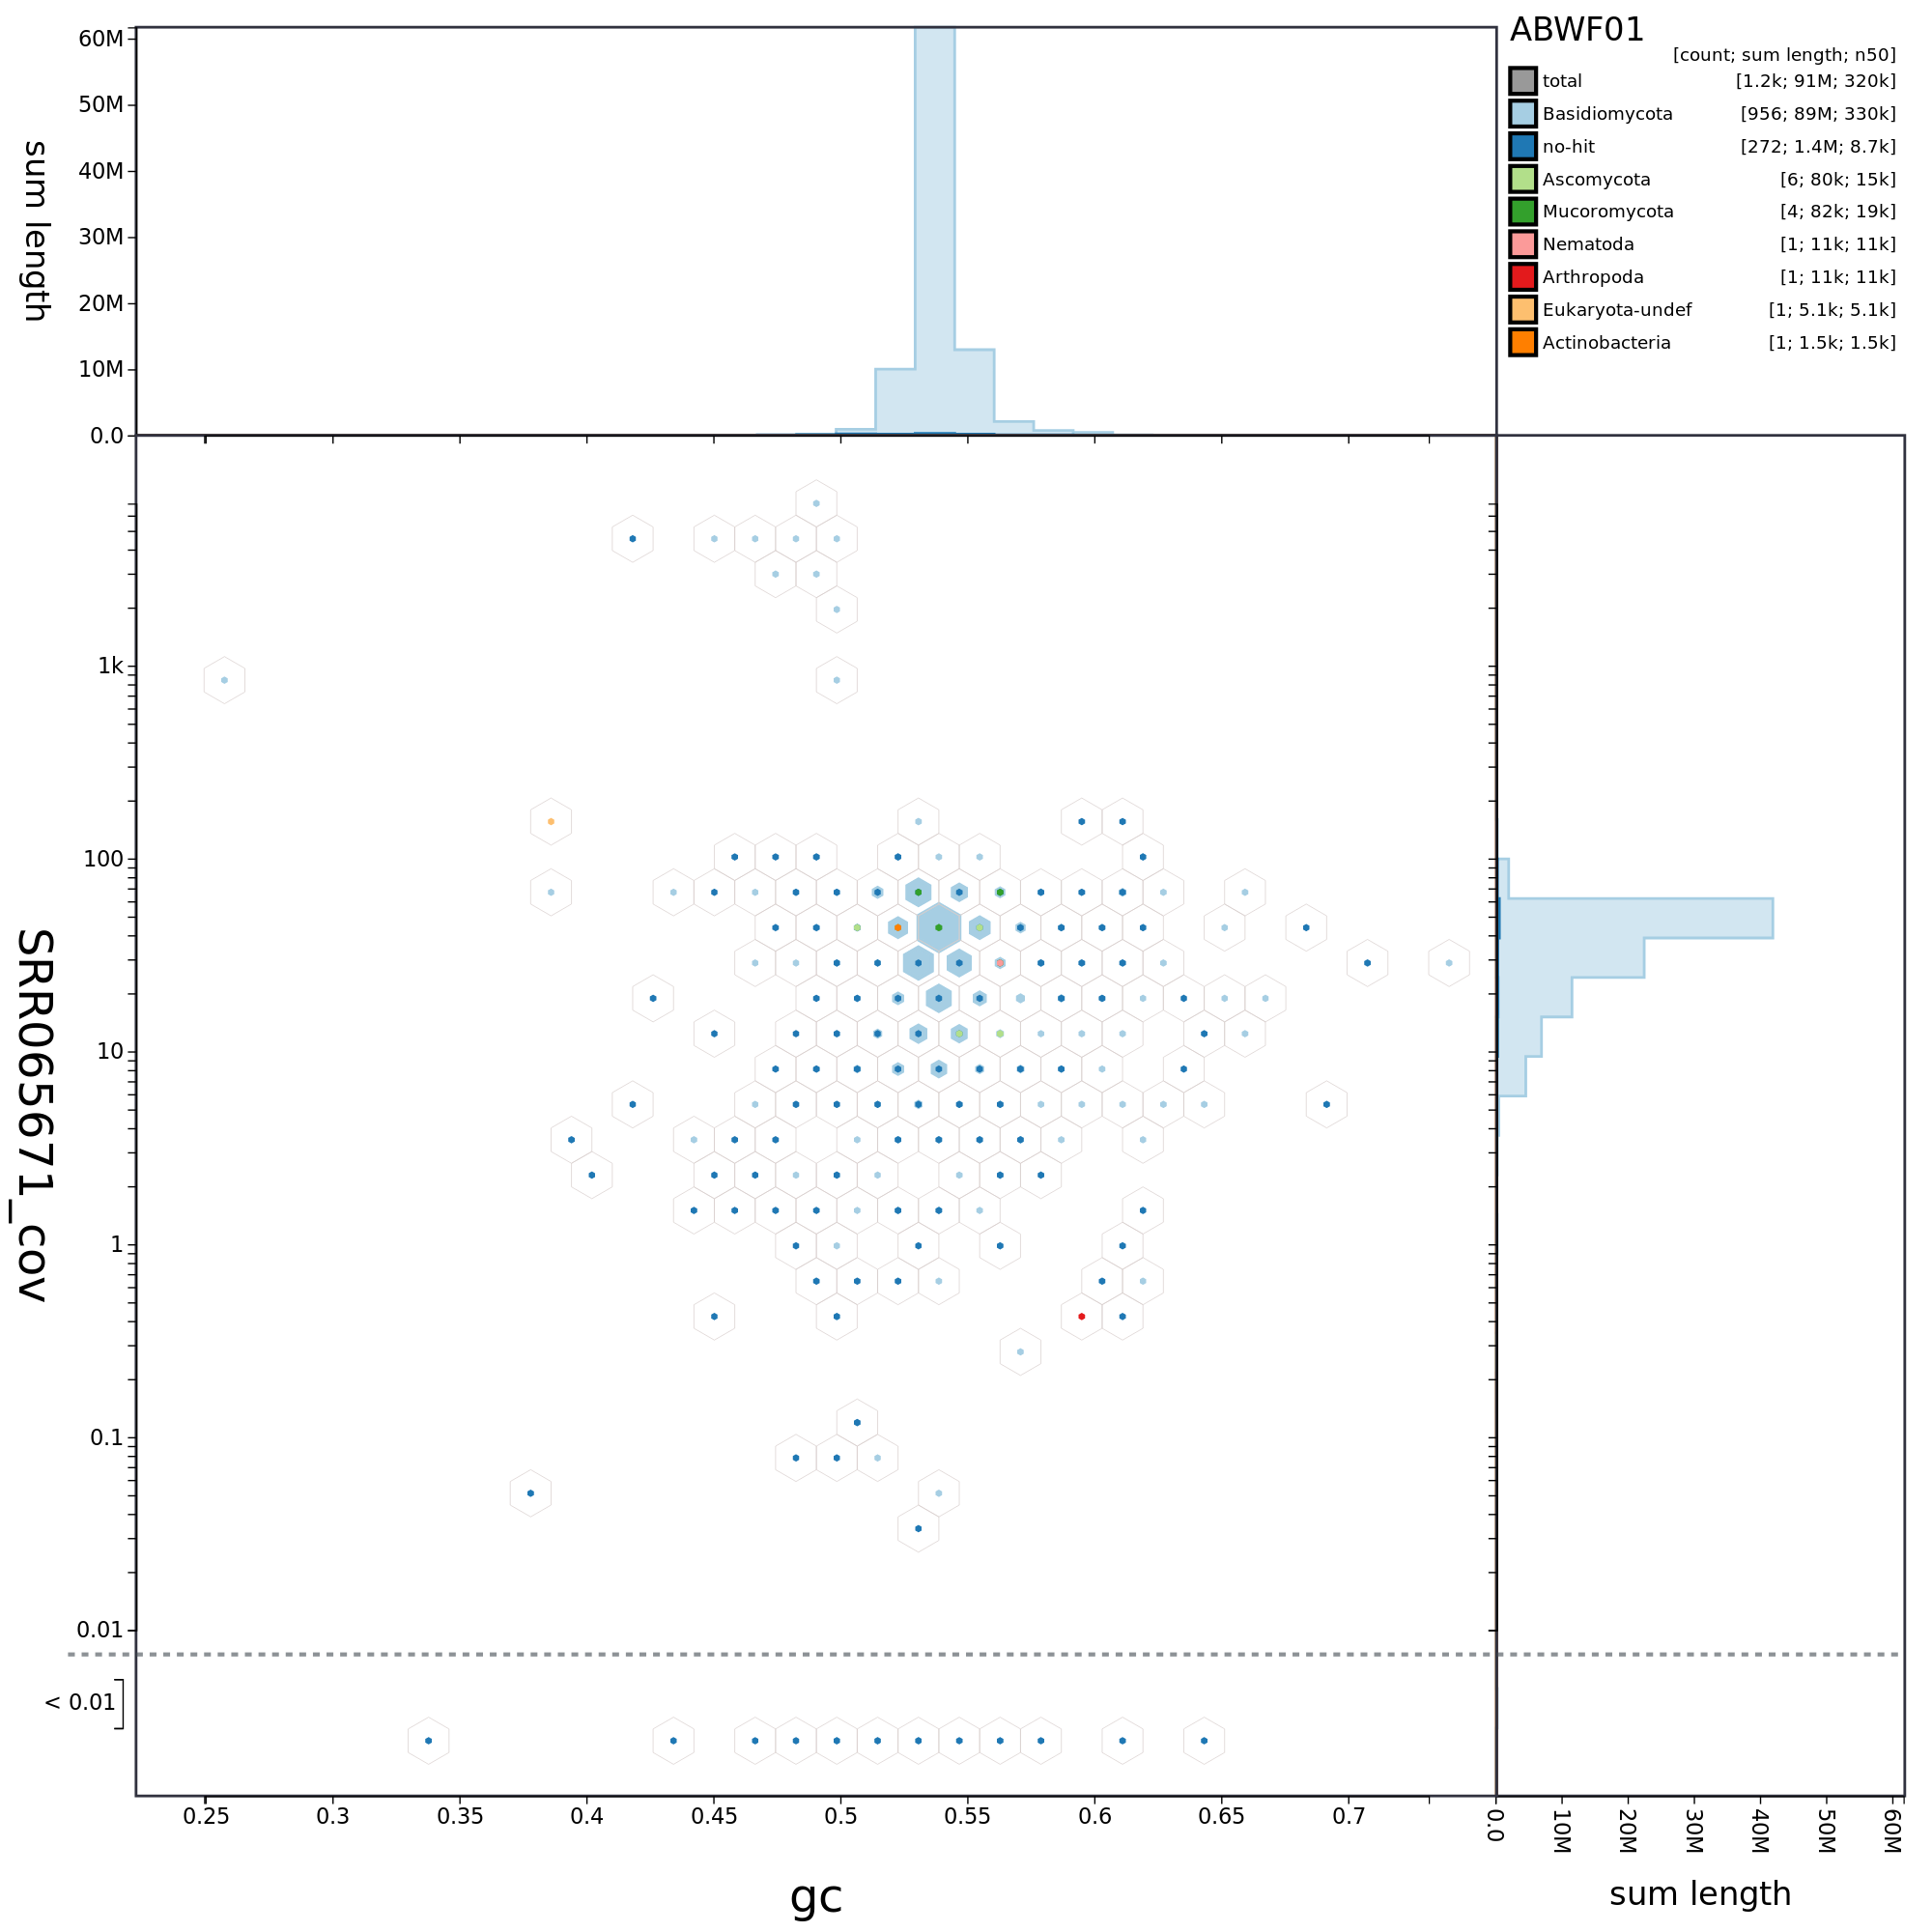 ABWF01
[count; sum length; n50]
total [1.2k; 91M; 320k]
Basidiomycota [956; 89M; 330k]
no-hit [272; 1.4M; 8.7k]
Ascomycota [6; 80k; 15k]
Mucoromycota [4; 82k; 19k]
Nematoda [1; 11k; 11k]
Arthropoda [1; 11k; 11k]
Eukaryota-undef [1; 5.1k; 5.1k]
Actinobacteria [1; 1.5k; 1.5k]
sum length
60M
50M
40M
30M
20M
10M
0.0
SRR065671_cov
1k
100
10
1
0.1
0.01
< 0.01
0.25 0.3 0.35 0.4 0.45 0.5 0.55 0.6 0.65 0.7
gc
0.0 10M 20M 30M 40M 50M 60M
sum length